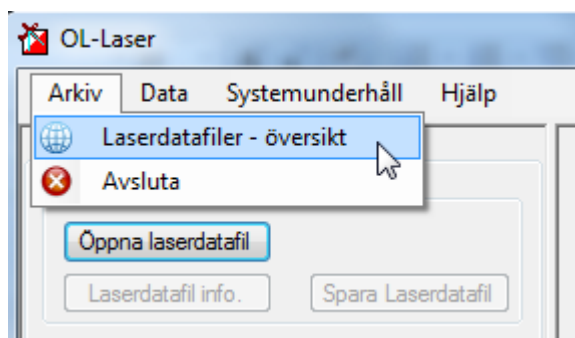 OL-Laser
Arkiv Data Systemunderhåll Hjälp
Laserdatafiler - översikt
Avsluta
Öppna laserdatafil
Laserdatafil info. Spara Laserdatafil